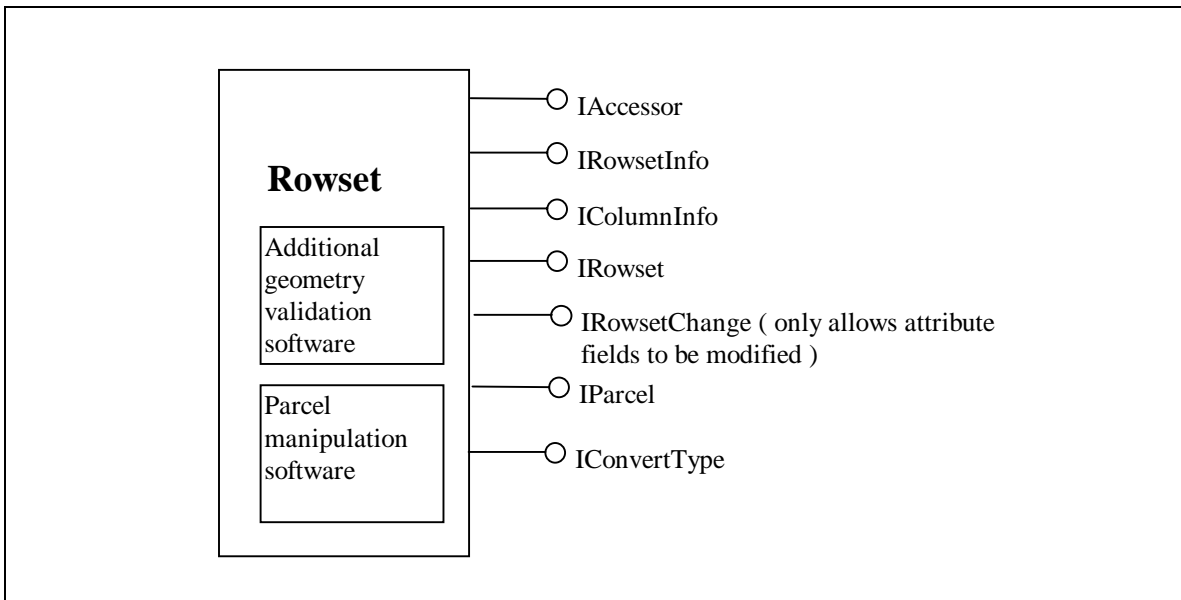 Rowset
Additional
geometry
validation
software
Parcel
manipulation
software
IAccessor
IRowsetInfo
IColumnInfo
IRowset
IRowsetChange ( only allows attribute
fields to be modified )
IParcel
IConvertType